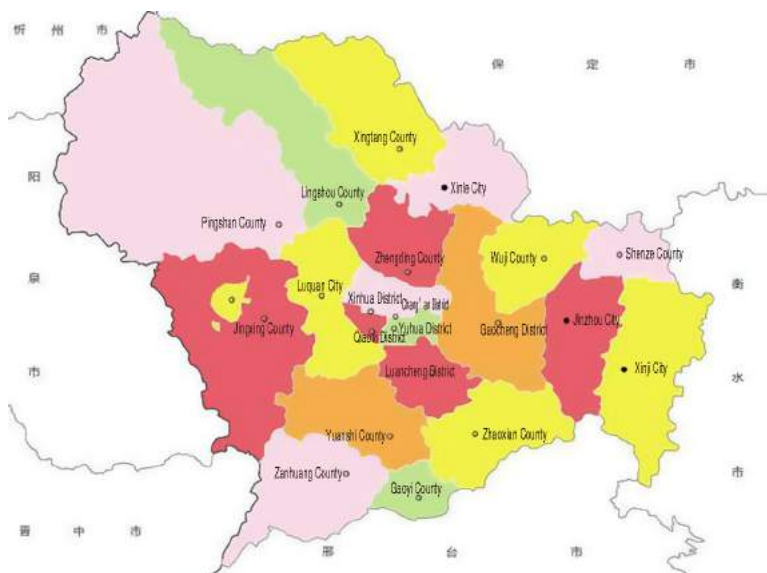 忻 州 市
保 定 市
Xingtang County
阳
Xinle City
Lingshou County
Pingshan County
Zhengding County
Wuji County
Shenze County
泉
衡
Luquan City
Xinhua District
Chang'an District
Jingxing County
Qiaoxi District
Yuhua District
Gaocheng District
Jinzhou City
市
Luancheng District
Xinji City
水
Yuanshi County
Zhaoxian County
Zanhuang County
Gaoyi County
市
晋 中 市
邢 台 市